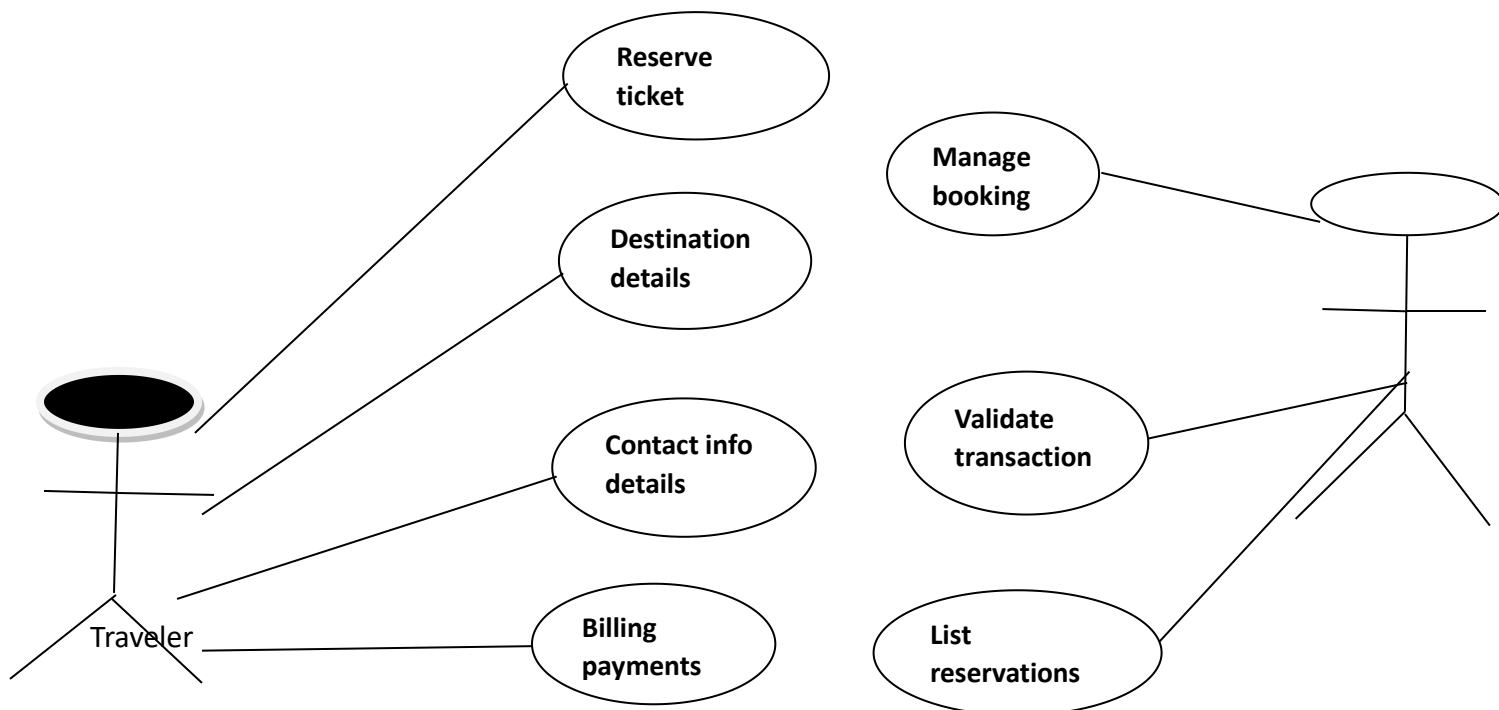 Reserve
ticket
Manage
booking
Destination
details
Contact info
details
Validate
transaction
Billing
payments
List
reservations
Traveler